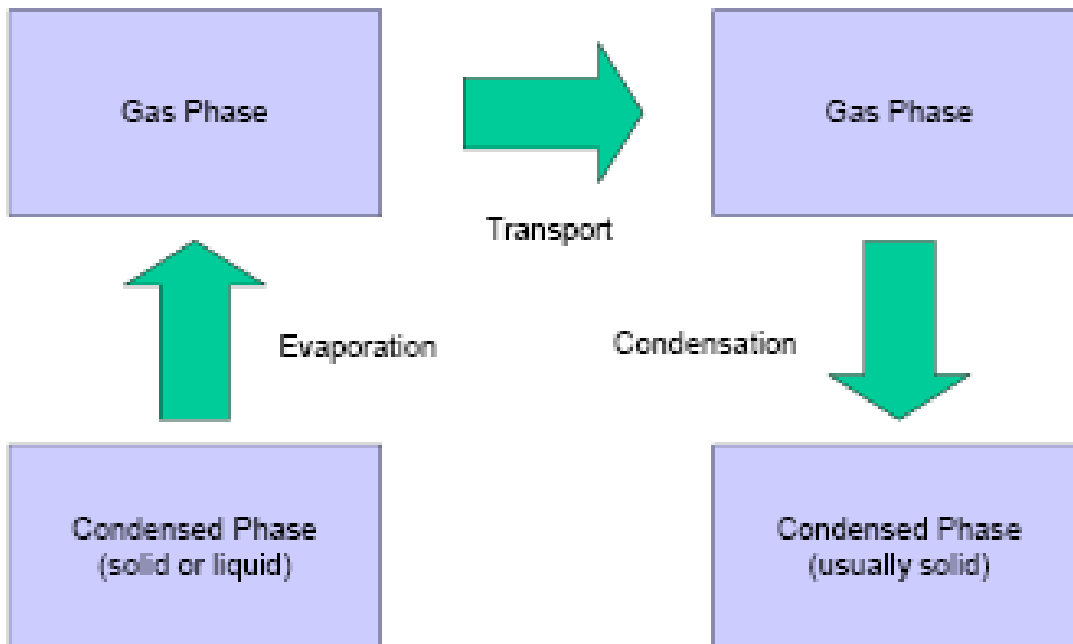 Gas Phase
Gas Phase
Transport
Evaporation
Condensation
Condensed Phase
(solid or liquid)
Condensed Phase
(usually solid)